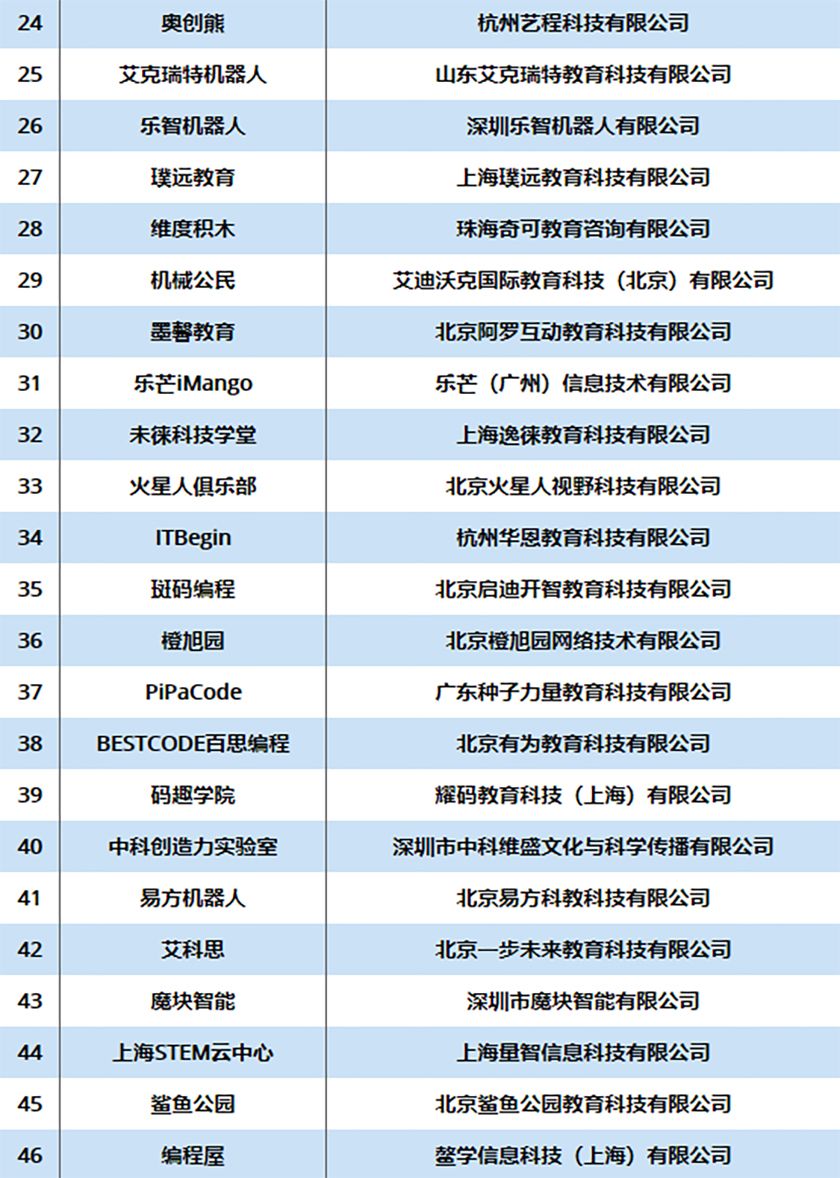 24 奥创熊 杭州艺程科技有限公司
25 艾克瑞特机器人 山东艾克瑞特教育科技有限公司
26 乐智机器人 深圳乐智机器人有限公司
27 璞远教育 上海璞远教育科技有限公司
28 维度积木 珠海奇可教育咨询有限公司
29 机械公民 艾迪沃克国际教育科技（北京）有限公司
30 墨馨教育 北京阿罗互动教育科技有限公司
31 乐芒iMango 乐芒（广州）信息技术有限公司
32 未徕科技学堂 上海逸徕教育科技有限公司
33 火星人俱乐部 北京火星人视野科技有限公司
34 ITBegin 杭州华恩教育科技有限公司
35 斑码编程 北京启迪开智教育科技有限公司
36 橙旭园 北京橙旭园网络技术有限公司
37 PiPaCode 广东种子力量教育科技有限公司
38 BESTCODE百思编程 北京有为教育科技有限公司
39 码趣学院 耀码教育科技（上海）有限公司
40 中科创造力实验室 深圳市中科维盛文化与科学传播有限公司
41 易方机器人 北京易方科教科技有限公司
42 艾科思 北京一步未来教育科技有限公司
43 魔块智能 深圳市魔块智能有限公司
44 上海STEM云中心 上海量智信息科技有限公司
45 鲨鱼公园 北京鲨鱼公园教育科技有限公司
46 编程屋 鳌学信息科技（上海）有限公司